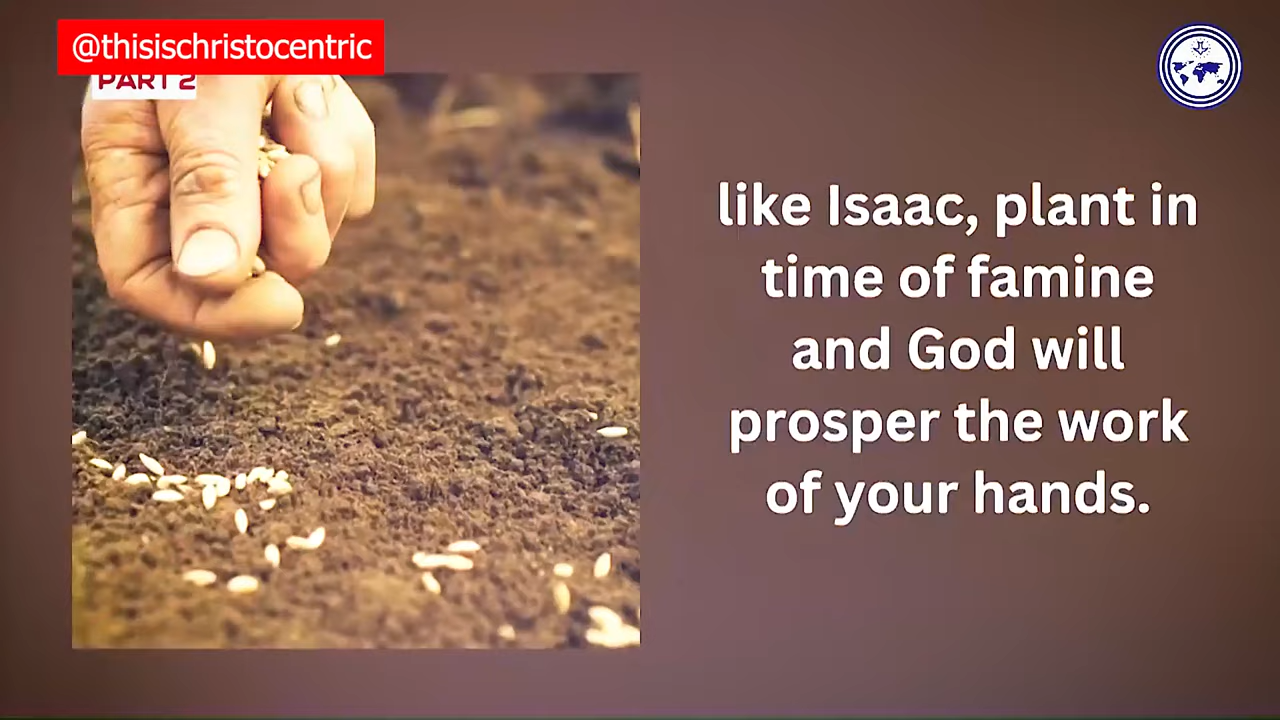 @thisischristocentric
PART 2
like Isaac, plant in
time of famine
and God will
prosper the work
of your hands.